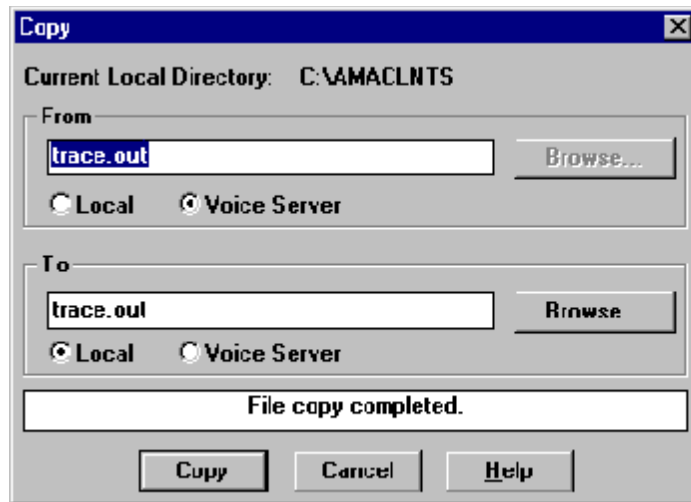 Copy
Current Local Directory: C:\AMACLNTS
From
trace.out
Browse...
Local Voice Server
To
trace.out
Browse
Local Voice Server
File copy completed.
Copy Cancel Help